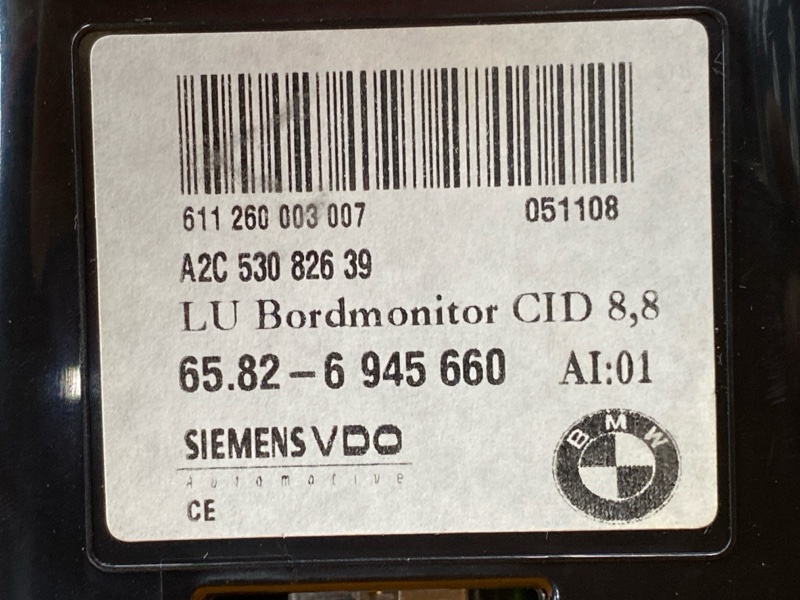 611 260 003 007 051108
A2C 530 826 39
LU Bordmonitor CID 8,8
65.82-6 945 660 AI:01
SIEMENS VDO
Automotive
CE
BMW